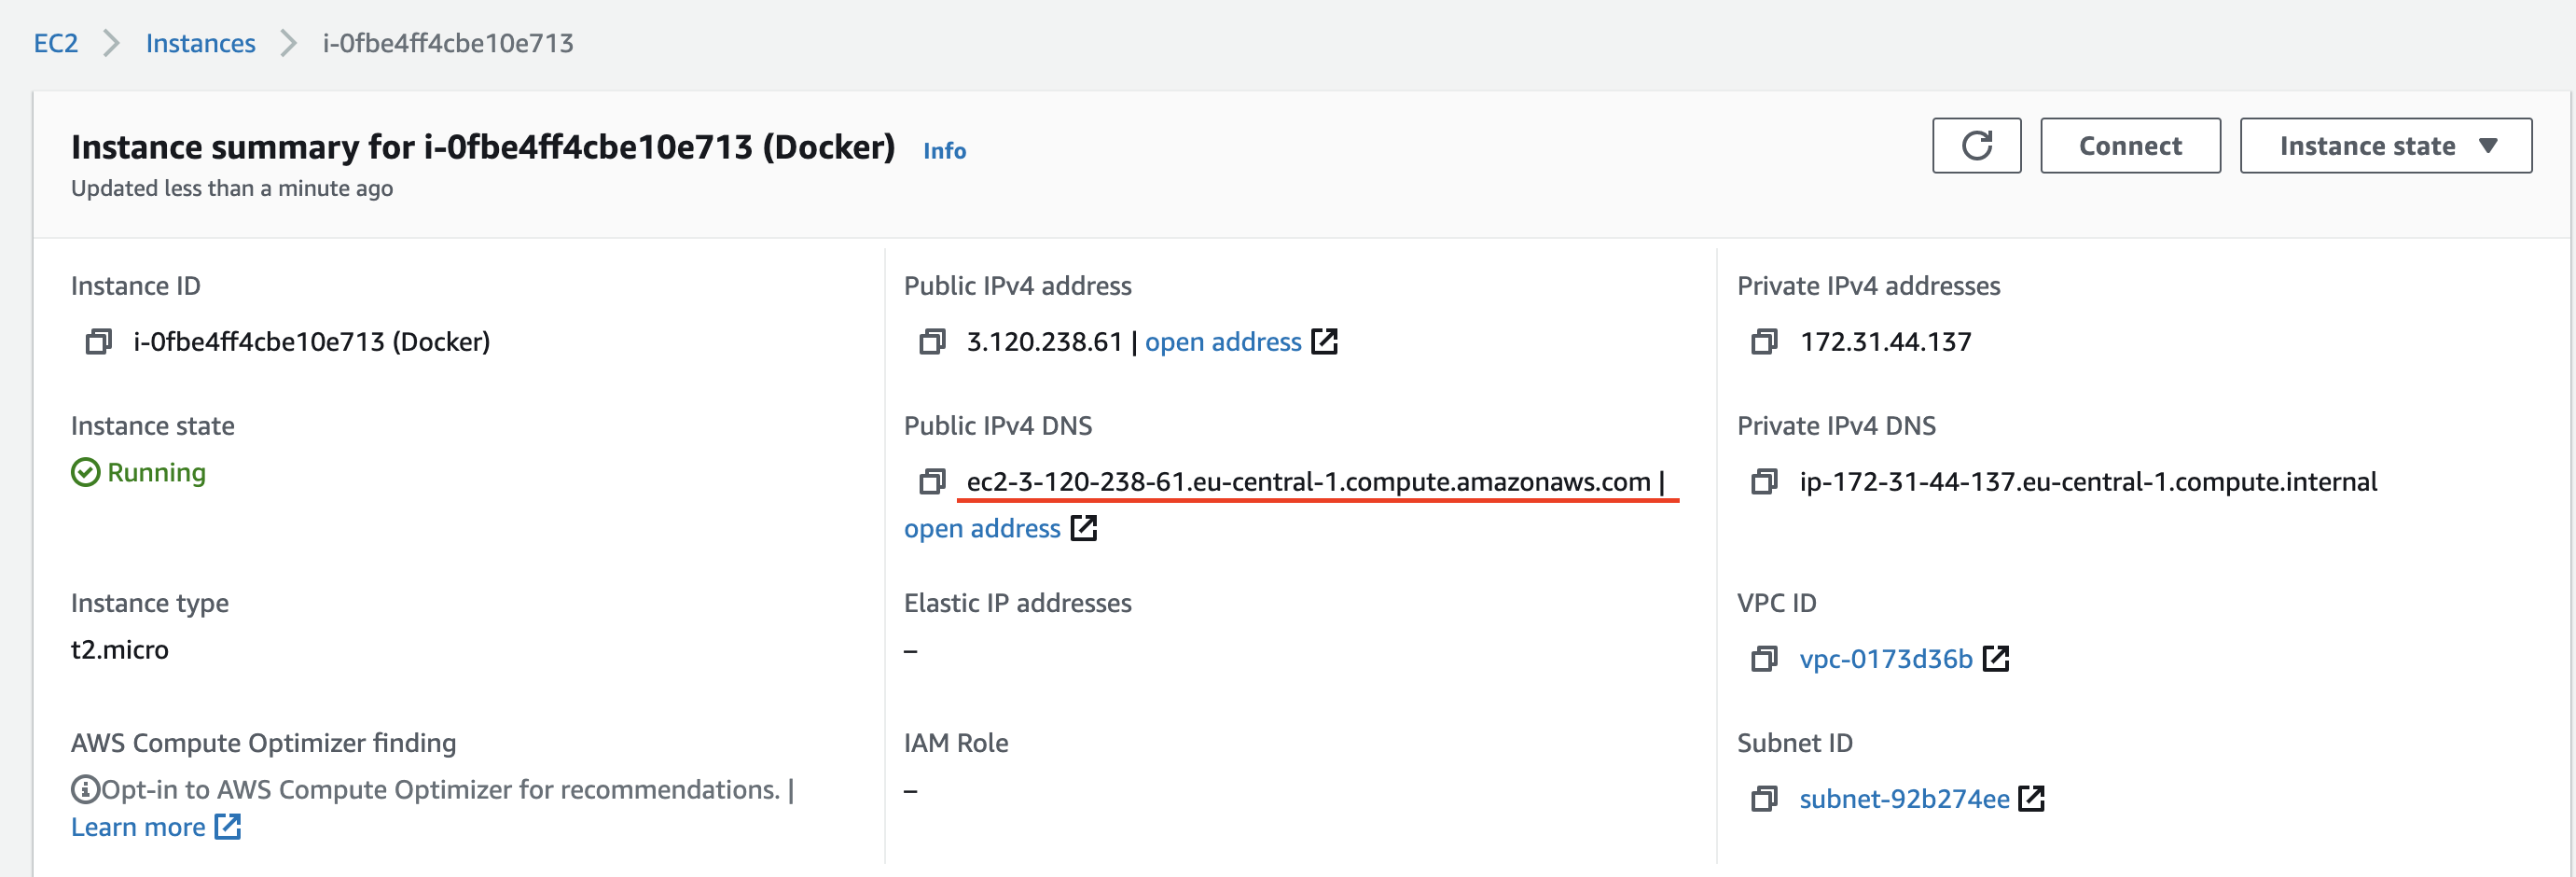 EC2 > Instances > i-0fbe4ff4cbe10e713
Instance summary for i-0fbe4ff4cbe10e713 (Docker) Info
Updated less than a minute ago
Connect
Instance state
Instance ID
i-0fbe4ff4cbe10e713 (Docker)
Public IPv4 address
3.120.238.61 | open address
Private IPv4 addresses
172.31.44.137
Instance state
Running
Public IPv4 DNS
ec2-3-120-238-61.eu-central-1.compute.amazonaws.com |
open address
Private IPv4 DNS
ip-172-31-44-137.eu-central-1.compute.internal
Instance type
t2.micro
Elastic IP addresses
–
VPC ID
vpc-0173d36b
AWS Compute Optimizer finding
Opt-in to AWS Compute Optimizer for recommendations. |
Learn more
IAM Role
–
Subnet ID
subnet-92b274ee